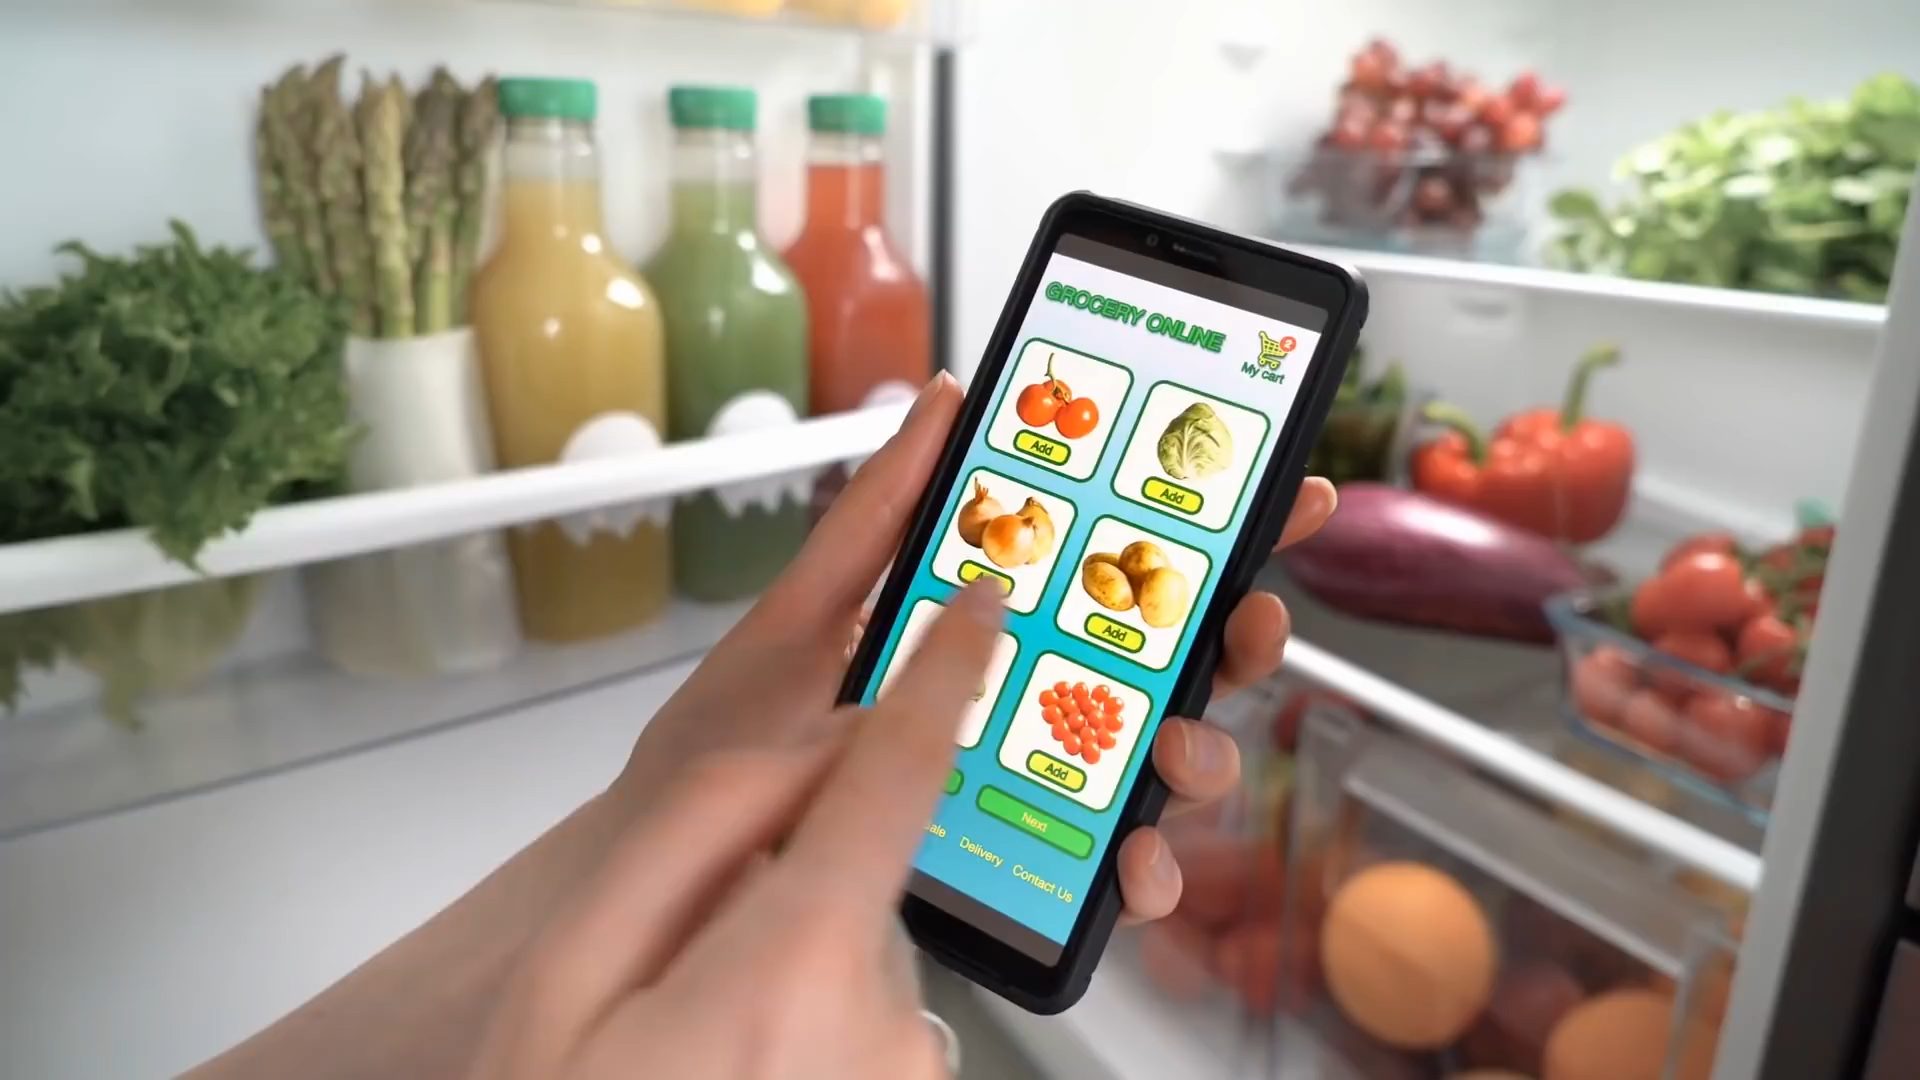 GROCERY ONLINE
2
My cart
Add
Add
Add
Add
Next
Delivery
Contact Us